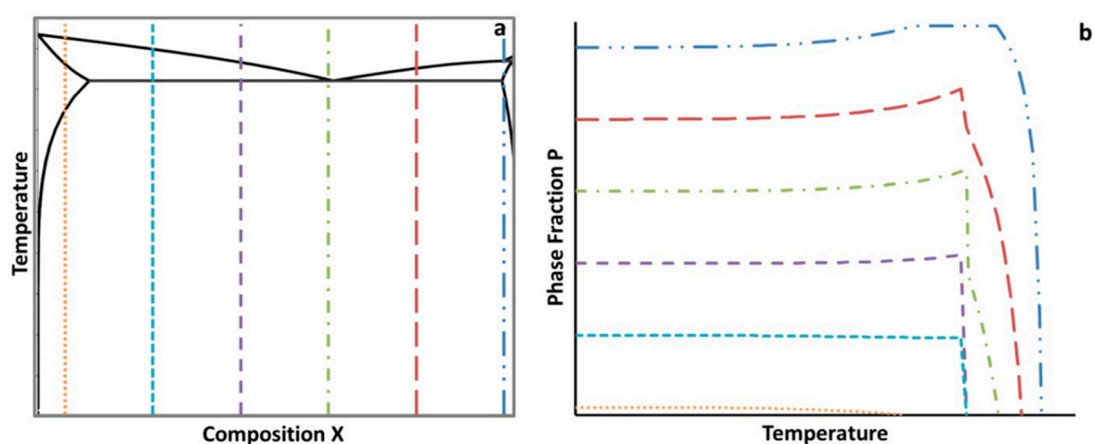 a
Temperature
Composition X
b
Phase Fraction P
Temperature